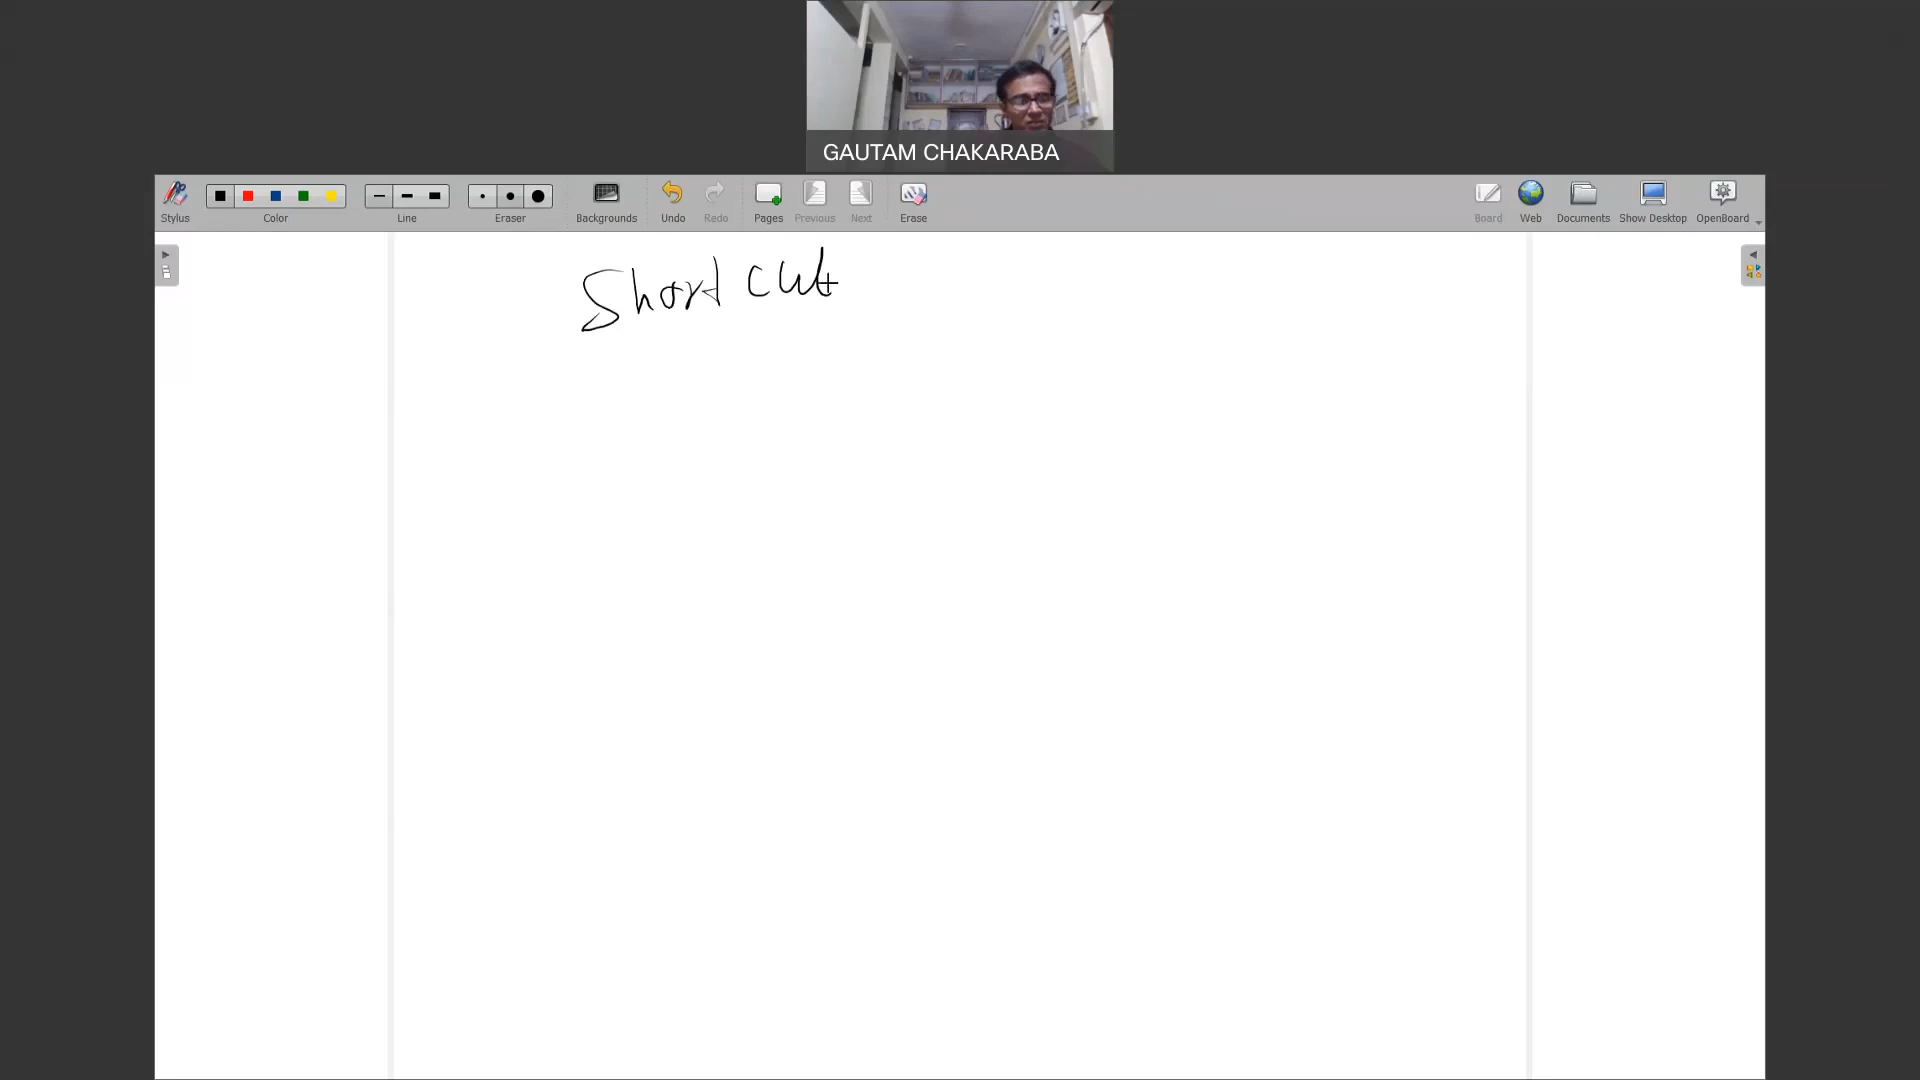 GAUTAM CHAKARABA
Stylus Color Line Eraser Backgrounds Undo Redo Pages Previous Next Erase Board Web Documents Show Desktop OpenBoard
Short cut